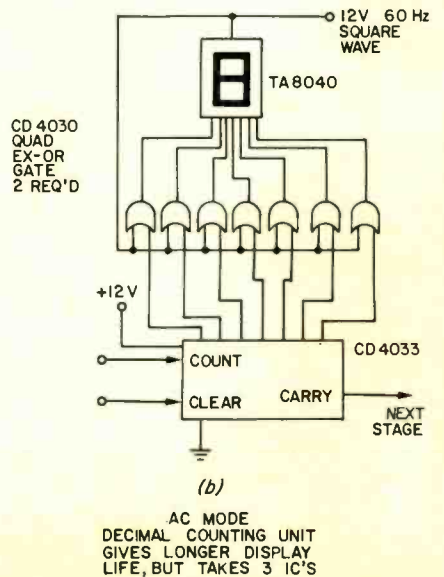 12V 60 Hz
SQUARE
WAVE
TA8040
CD 4030
QUAD
EX-OR
GATE
2 REQ'D
+12V
CD 4033
COUNT
CLEAR
CARRY
NEXT
STAGE
(b)
AC MODE
DECIMAL COUNTING UNIT
GIVES LONGER DISPLAY
LIFE, BUT TAKES 3 IC'S